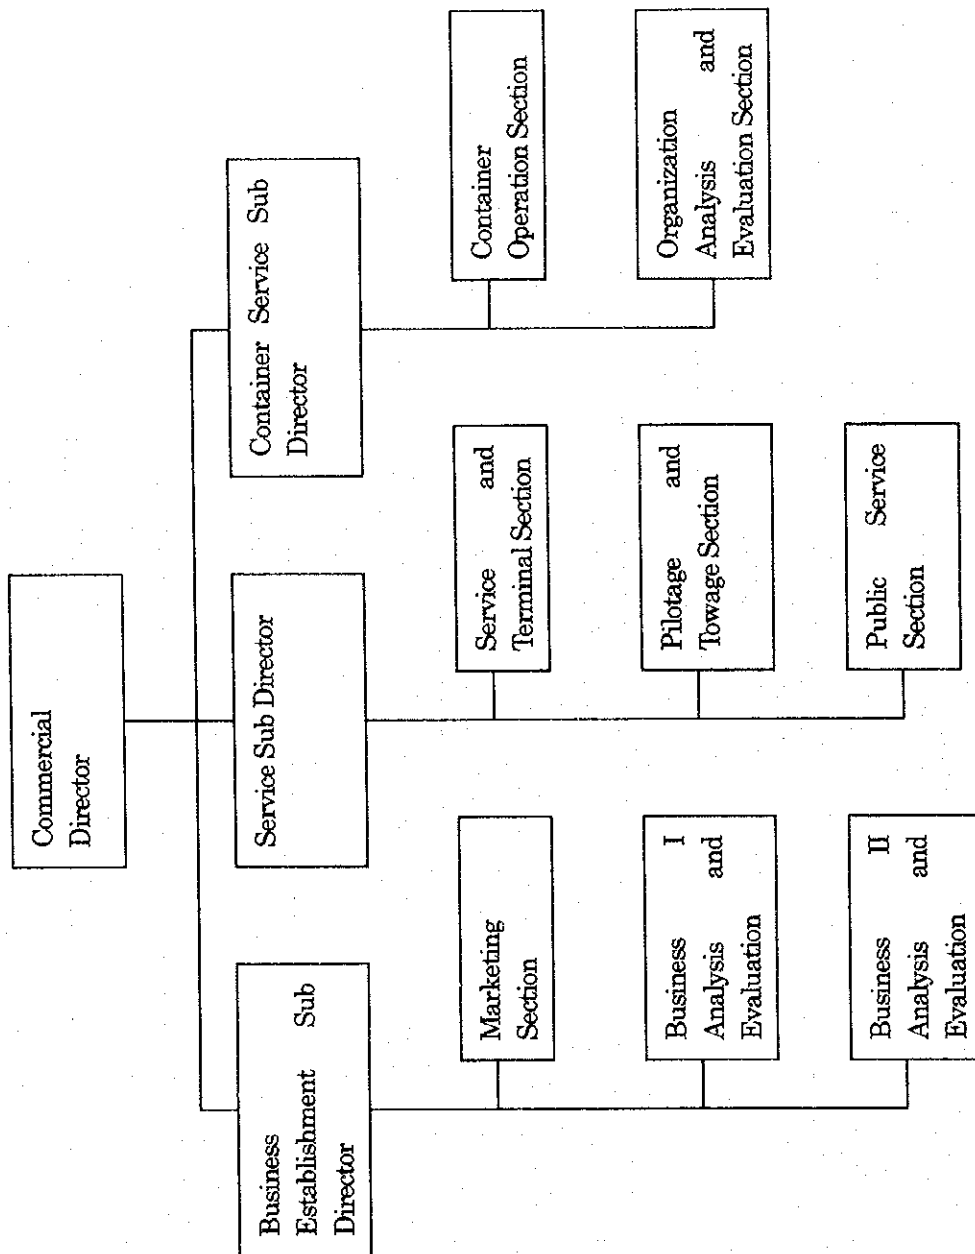 Commercial
Director
Business
Establishment Sub
Director
Service Sub Director
Container Service Sub
Director
Marketing
Section
Business I
Analysis and
Evaluation
Business II
Analysis and
Evaluation
Service and
Terminal Section
Pilotage and
Towage Section
Public Service
Section
Container
Operation Section
Organization
Analysis and
Evaluation Section